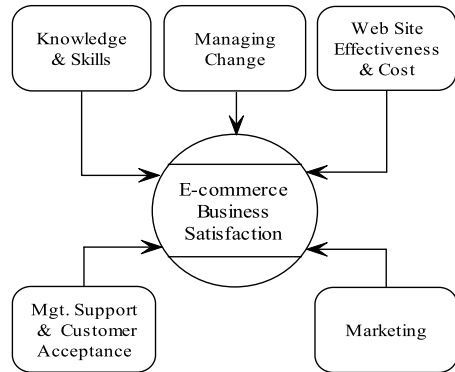 Knowledge
& Skills
Managing
Change
Web Site
Effectiveness
& Cost
E-commerce
Business
Satisfaction
Mgt. Support
& Customer
Acceptance
Marketing